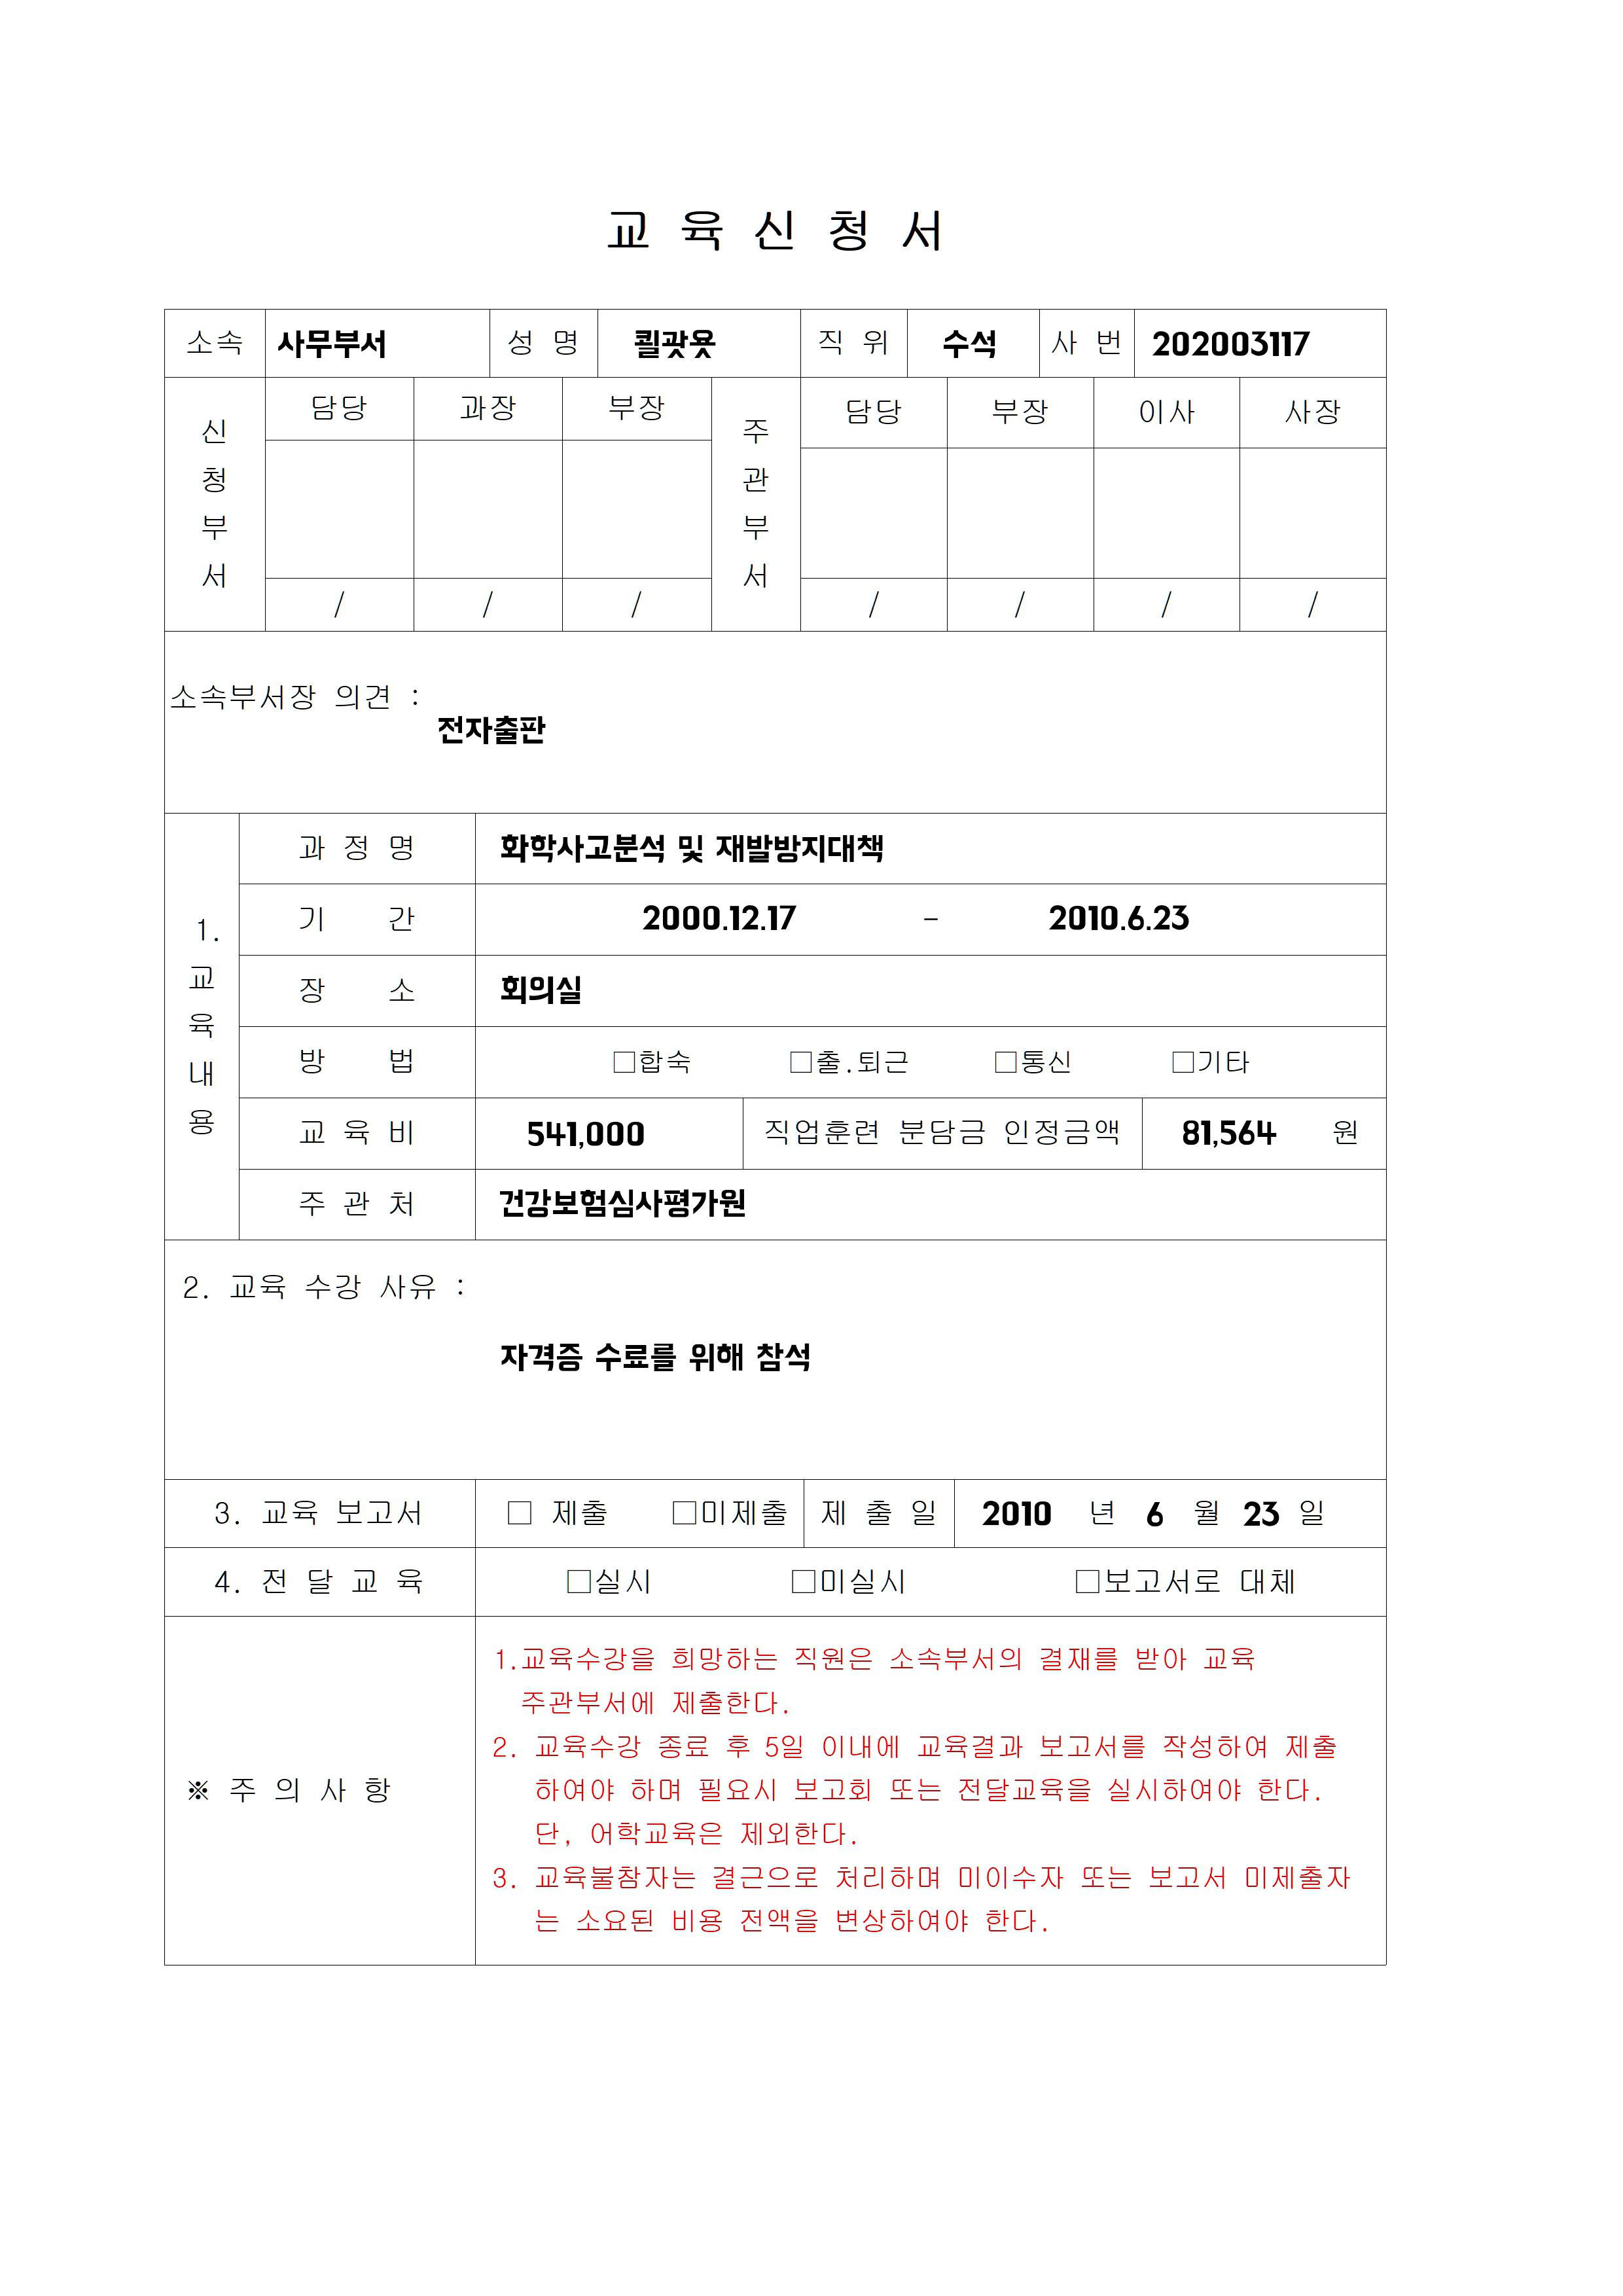 교 육 신 청 서
소속 사무부서 성 명 직 위 수석 사 번 202003117
신청부서 담당 과장 부장 주관부서 담당 부장 이사 사장
/ / / / / / /
소속부서장 의견 :
전자출판
1. 교육내용
과 정 명 화학사고분석 및 재발방지대책
기 간 2000.12.17 - 2010.6.23
장 소 회의실
방 법 □합숙 □출.퇴근 □통신 □기타
교 육 비 541,000 직업훈련 분담금 인정금액 81,564 원
주 관 처 건강보험심사평가원
2. 교육 수강 사유 :
자격증 수료를 위해 참석
3. 교육 보고서 □ 제출 □미제출 제 출 일 2010 년 6 월 23 일
4. 전 달 교 육 □실시 □미실시 □보고서로 대체
※ 주 의 사 항
1.교육수강을 희망하는 직원은 소속부서의 결재를 받아 교육
주관부서에 제출한다.
2. 교육수강 종료 후 5일 이내에 교육결과 보고서를 작성하여 제출
하여야 하며 필요시 보고회 또는 전달교육을 실시하여야 한다.
단, 어학교육은 제외한다.
3. 교육불참자는 결근으로 처리하며 미이수자 또는 보고서 미제출자
는 소요된 비용 전액을 변상하여야 한다.